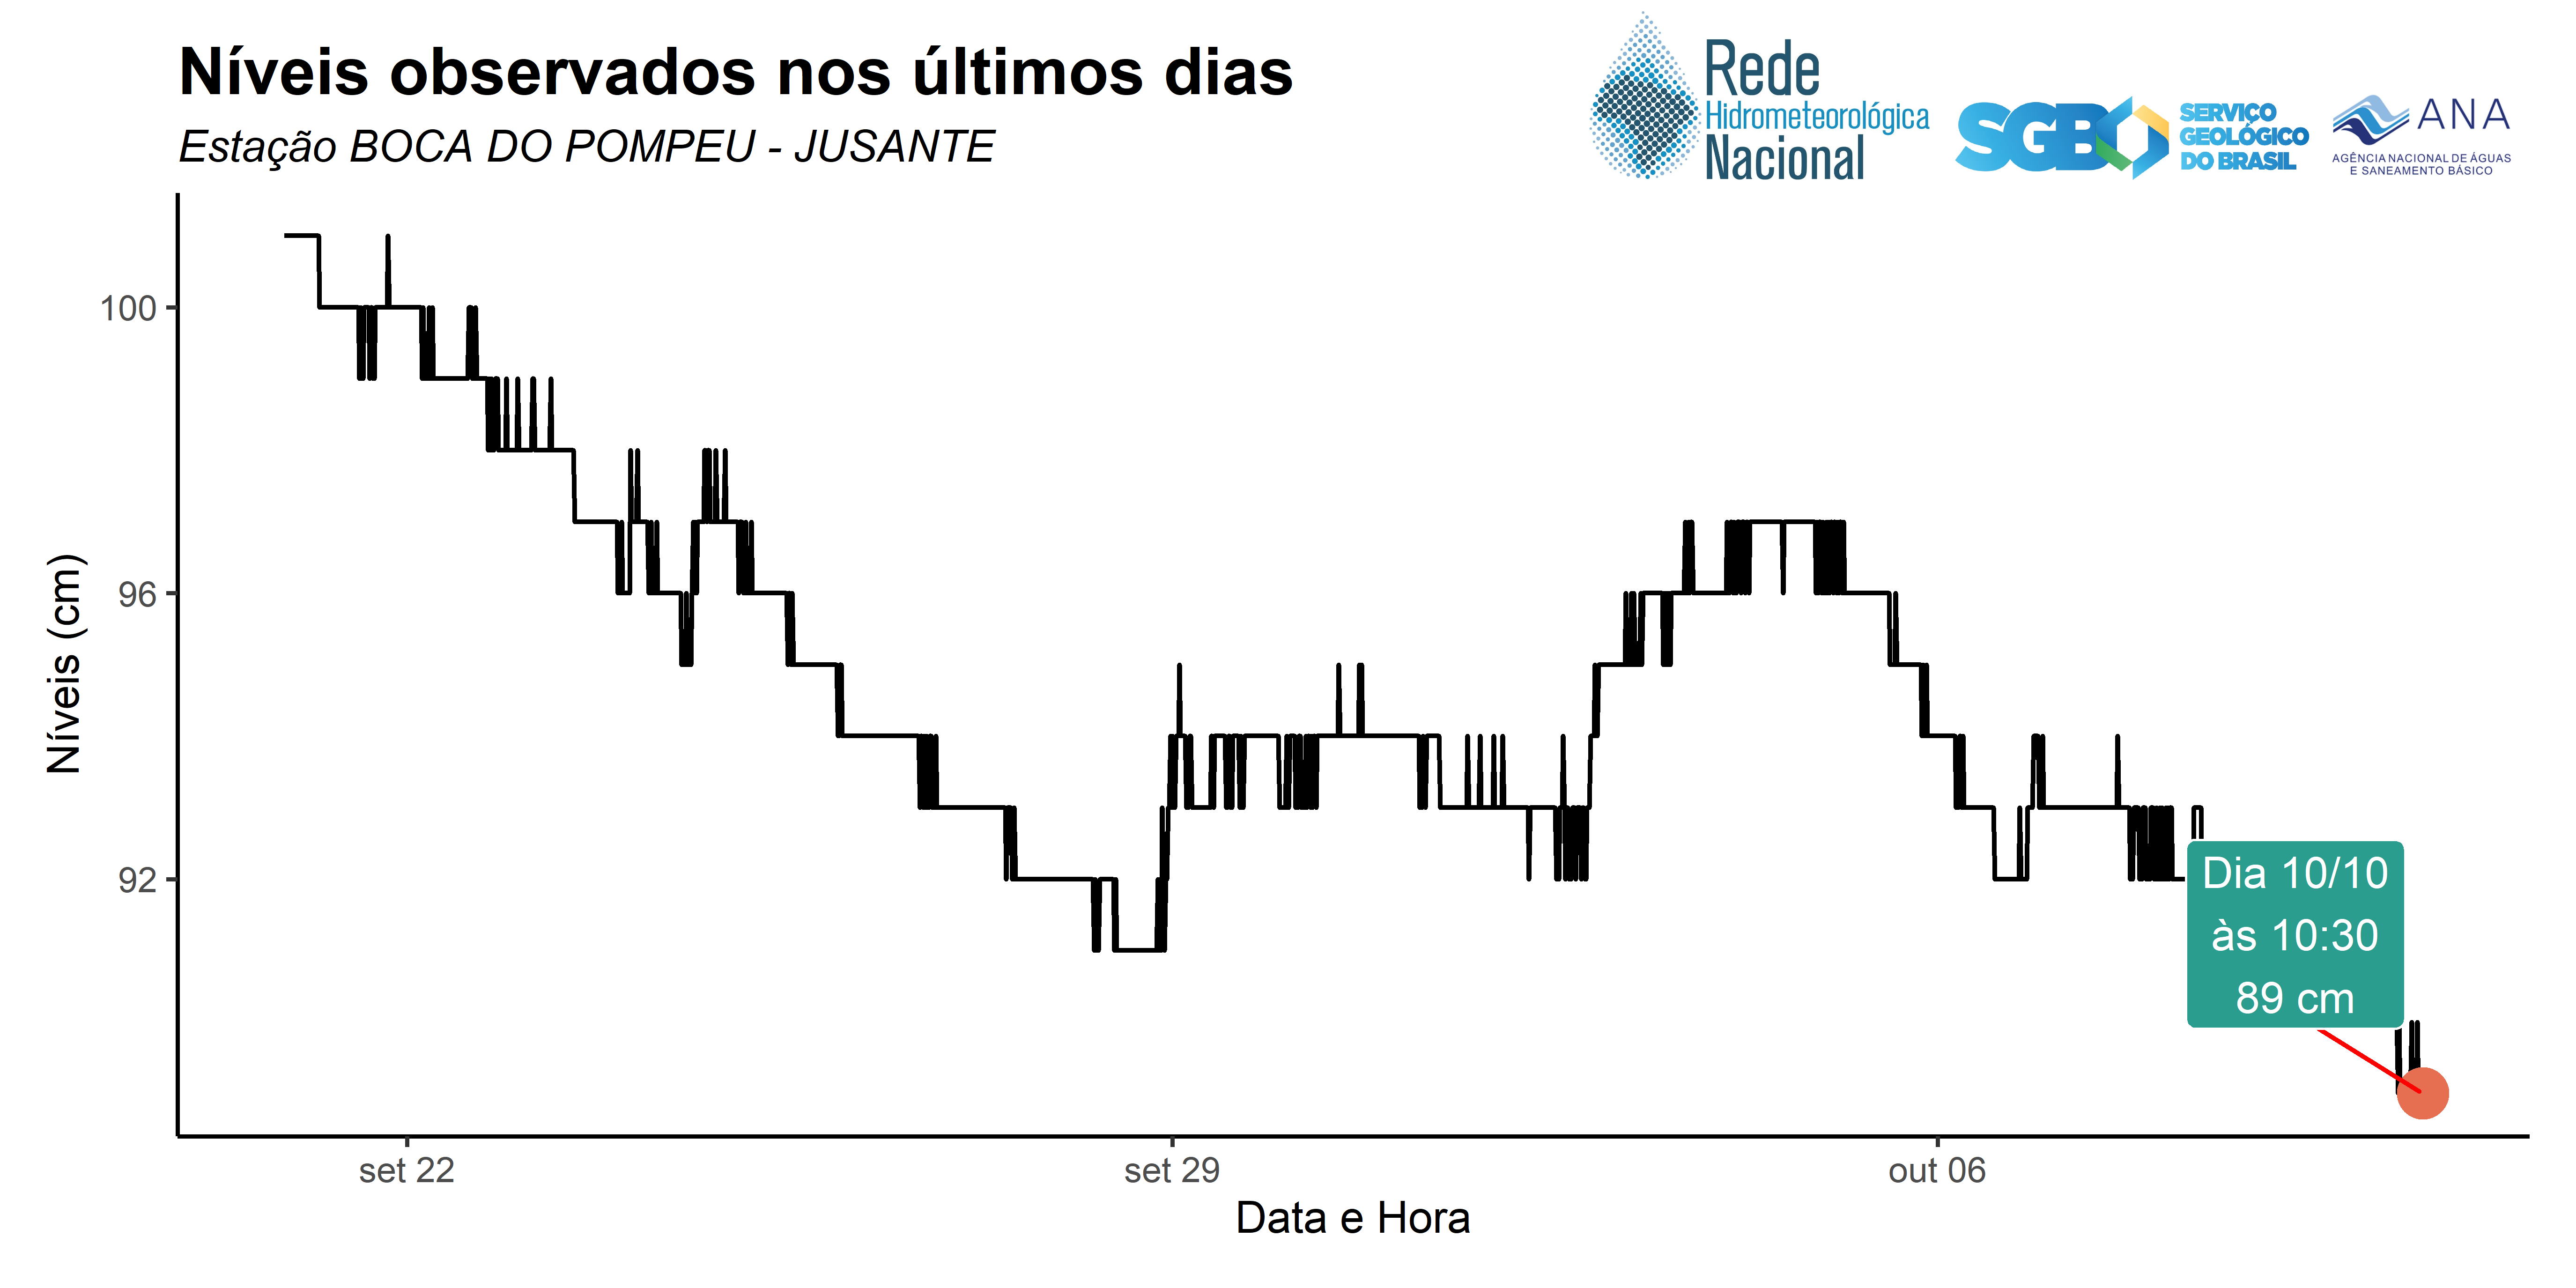 Níveis observados nos últimos dias
Estação BOCA DO POMPEU - JUSANTE
Rede
Hidrometeorológica
Nacional
SGB
SERVIÇO
GEOLÓGICO
DO BRASIL
ANA
AGÊNCIA NACIONAL DE ÁGUAS
E SANEAMENTO BÁSICO
Níveis (cm)
100
96
92
Dia 10/10
às 10:30
89 cm
set 22
set 29
out 06
Data e Hora